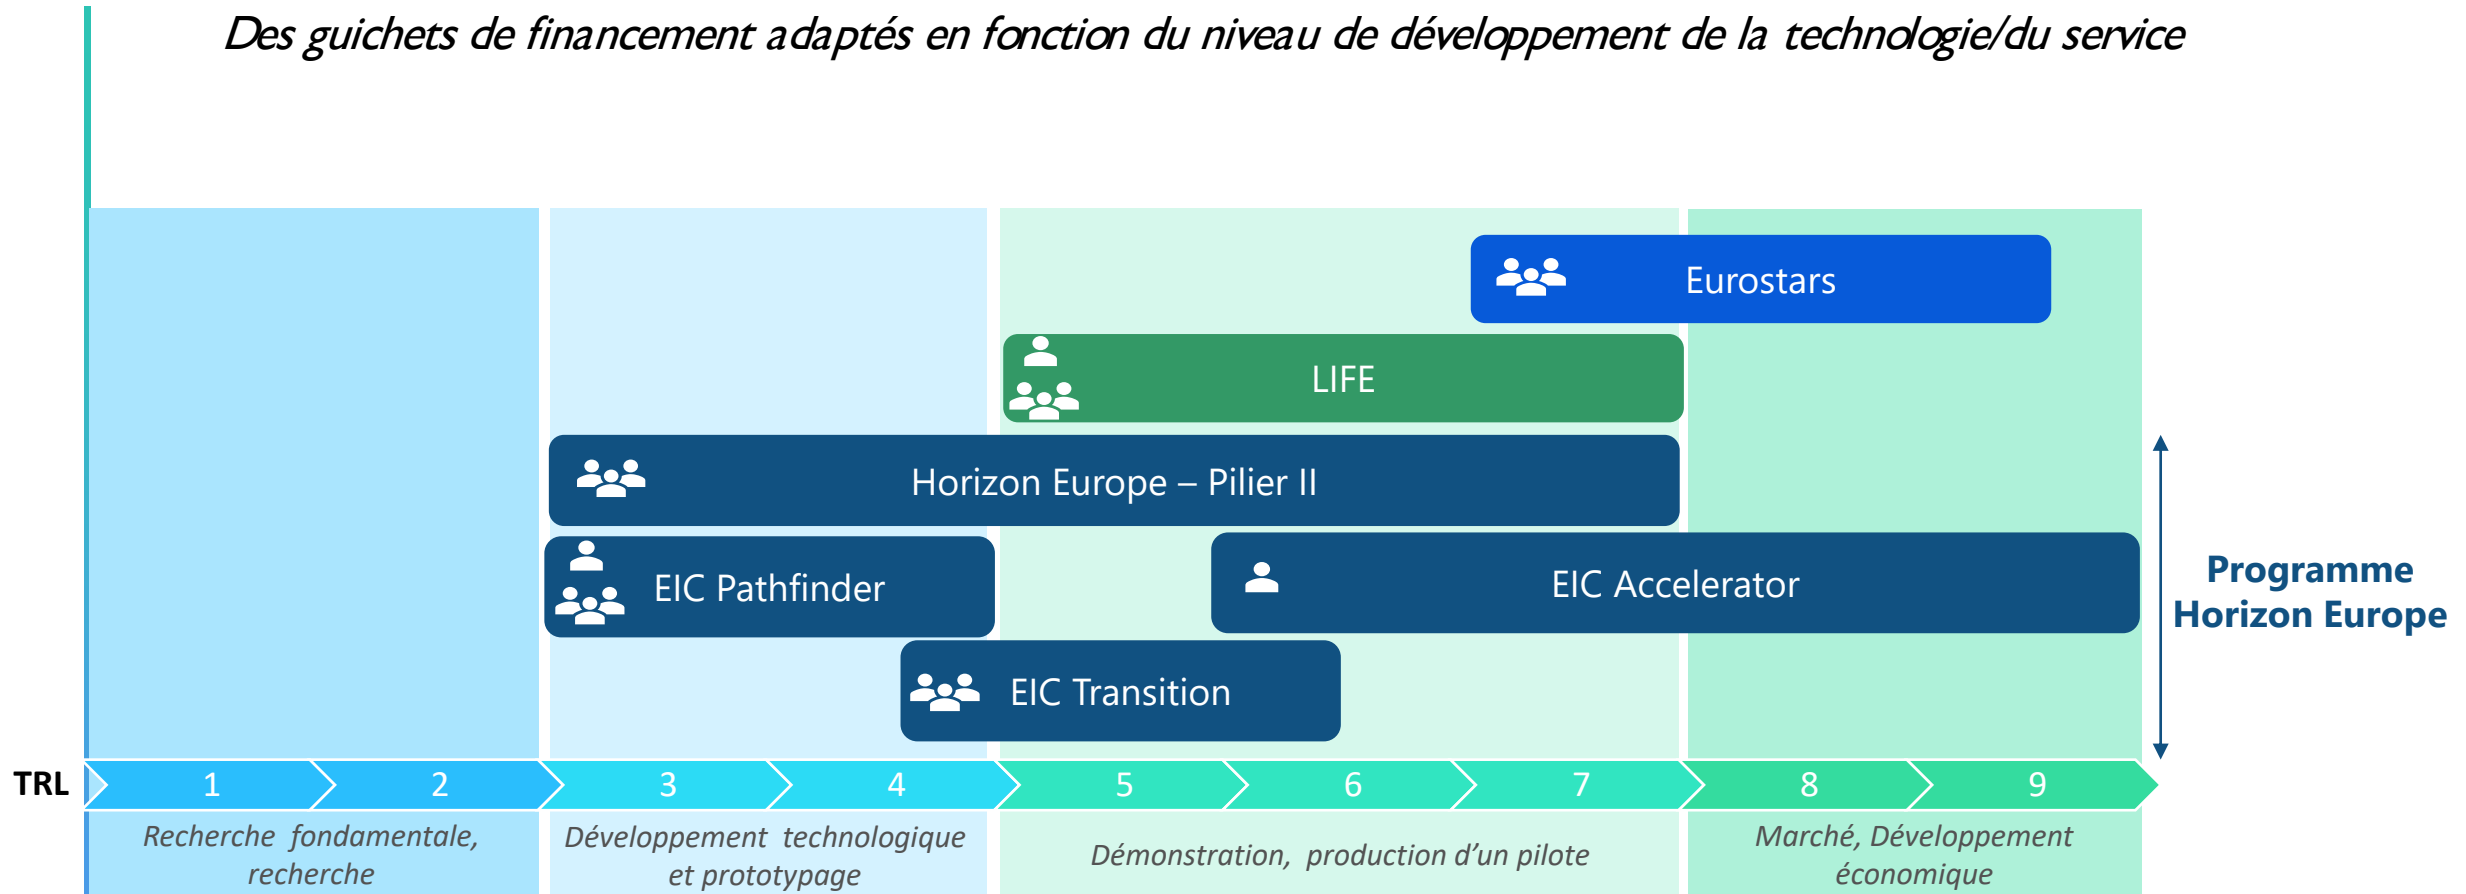 Des guichets de financement adaptés en fonction du niveau de développement de la technologie/du service
Eurostars
LIFE
Horizon Europe – Pilier II
EIC Pathfinder
EIC Accelerator
Programme
Horizon Europe
EIC Transition
TRL 1 2 3 4 5 6 7 8 9
Recherche fondamentale,
recherche
Développement technologique
et prototypage
Démonstration, production d'un pilote
Marché, Développement
économique